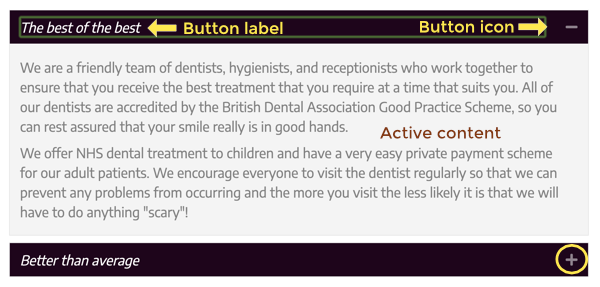 The best of the best Button label Button icon
We are a friendly team of dentists, hygienists, and receptionists who work together to
ensure that you receive the best treatment that you require at a time that suits you. All of
our dentists are accredited by the British Dental Association Good Practice Scheme, so you
can rest assured that your smile really is in good hands.
Active content
We offer NHS dental treatment to children and have a very easy private payment scheme
for our adult patients. We encourage everyone to visit the dentist regularly so that we can
prevent any problems from occurring and the more you visit the less likely it is that we will
have to do anything "scary"!
Better than average